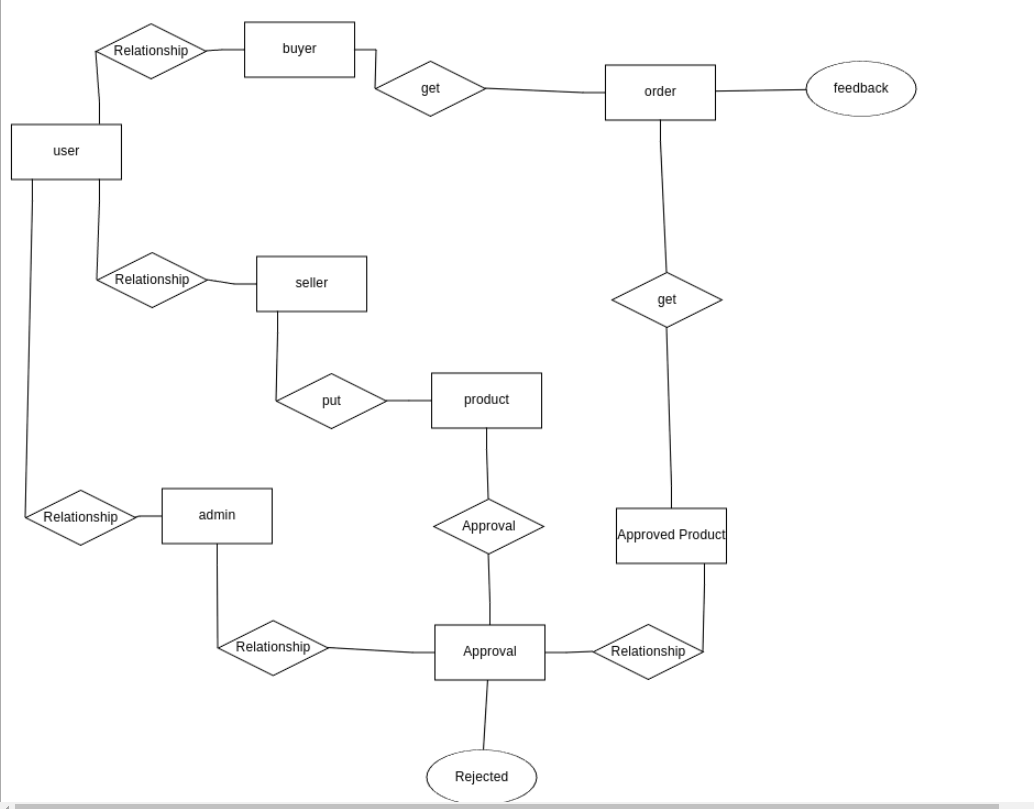 Relationship
buyer
get
order
feedback
user
Relationship
seller
get
put
product
Relationship
admin
Approval
Approved Product
Relationship
Approval
Relationship
Rejected